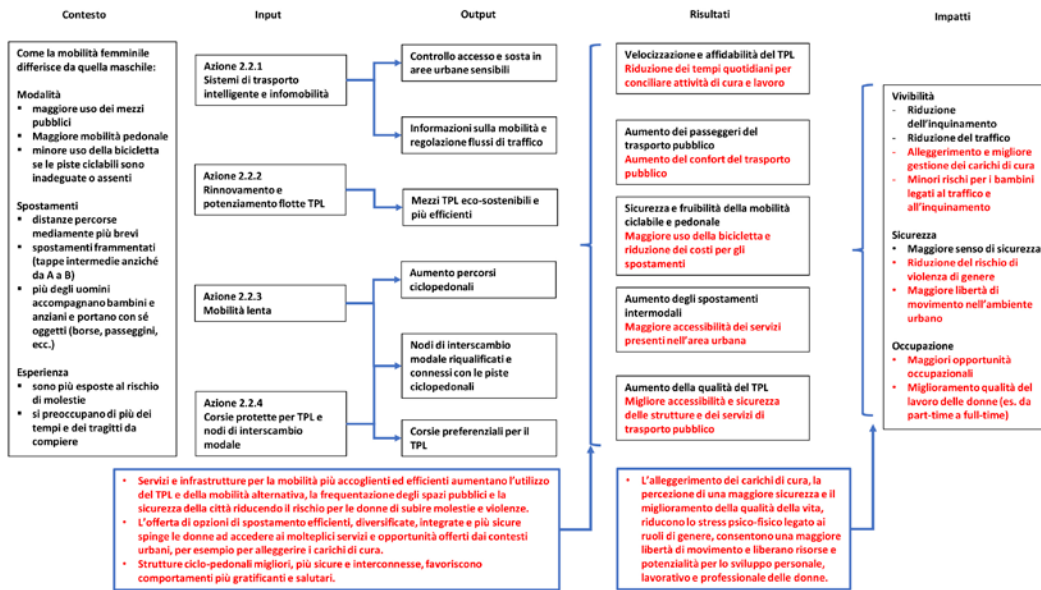 Contesto
Input
Output
Risultati
Impatti
Come la mobilità femminile
differisce da quella maschile:
Modalità
▪ maggiore uso dei mezzi
pubblici
▪ Maggiore mobilità pedonale
▪ minore uso della bicicletta
se le piste ciclabili sono
inadeguate o assenti
Spostamenti
▪ distanze percorse
mediamente più brevi
▪ spostamenti frammentati
(tappe intermedie anziché
da A a B)
▪ più degli uomini
accompagnano bambini e
anziani e portano con sé
oggetti (borse, passeggini,
ecc.)
Esperienza
▪ sono più esposte al rischio
di molestie
▪ si preoccupano di più dei
tempi e dei tragitti da
compiere
Azione 2.2.1
Sistemi di trasporto
intelligente e infomobilità
Azione 2.2.2
Rinnovamento e
potenziamento flotte TPL
Azione 2.2.3
Mobilità lenta
Azione 2.2.4
Corsie protette per TPL e
nodi di interscambio
modale
Controllo accesso e sosta in
aree urbane sensibili
Informazioni sulla mobilità e
regolazione flussi di traffico
Mezzi TPL eco-sostenibili e
più efficienti
Aumento percorsi
ciclopedonali
Nodi di interscambio
modale riqualificati e
connessi con le piste
ciclopedonali
Corsie preferenziali per il
TPL
Velocizzazione e affidabilità del TPL
Riduzione dei tempi quotidiani per
conciliare attività di cura e lavoro
Aumento dei passeggeri del
trasporto pubblico
Aumento del confort del trasporto
pubblico
Sicurezza e fruibilità della mobilità
ciclabile e pedonale
Maggiore uso della bicicletta e
riduzione dei costi per gli
spostamenti
Aumento degli spostamenti
intermodali
Maggiore accessibilità dei servizi
presenti nell'area urbana
Aumento della qualità del TPL
Migliore accessibilità e sicurezza
delle strutture e dei servizi di
trasporto pubblico
Vivibilità
- Riduzione
dell'inquinamento
- Riduzione del traffico
- Alleggerimento e migliore
gestione dei carichi di cura
- Minori rischi per i bambini
legati al traffico e
all'inquinamento
Sicurezza
• Maggiore senso di sicurezza
• Riduzione del rischio di
violenza di genere
• Maggiore libertà di
movimento nell'ambiente
urbano
Occupazione
• Maggiori opportunità
occupazionali
• Miglioramento qualità del
lavoro delle donne (es. da
part-time a full-time)
• Servizi e infrastrutture per la mobilità più accoglienti ed efficienti aumentano l'utilizzo
del TPL e della mobilità alternativa, la frequentazione degli spazi pubblici e la
sicurezza della città riducendo il rischio per le donne di subire molestie e violenze.
• L'offerta di opzioni di spostamento efficienti, diversificate, integrate e più sicure
spinge le donne ad accedere ai molteplici servizi e opportunità offerti dai contesti
urbani, per esempio per alleggerire i carichi di cura.
• Strutture ciclo-pedonali migliori, più sicure e interconnesse, favoriscono
comportamenti più gratificanti e salutari.
• L'alleggerimento dei carichi di cura, la
percezione di una maggiore sicurezza e il
miglioramento della qualità della vita,
riducono lo stress psico-fisico legato ai
ruoli di genere, consentono una maggiore
libertà di movimento e liberano risorse e
potenzialità per lo sviluppo personale,
lavorativo e professionale delle donne.